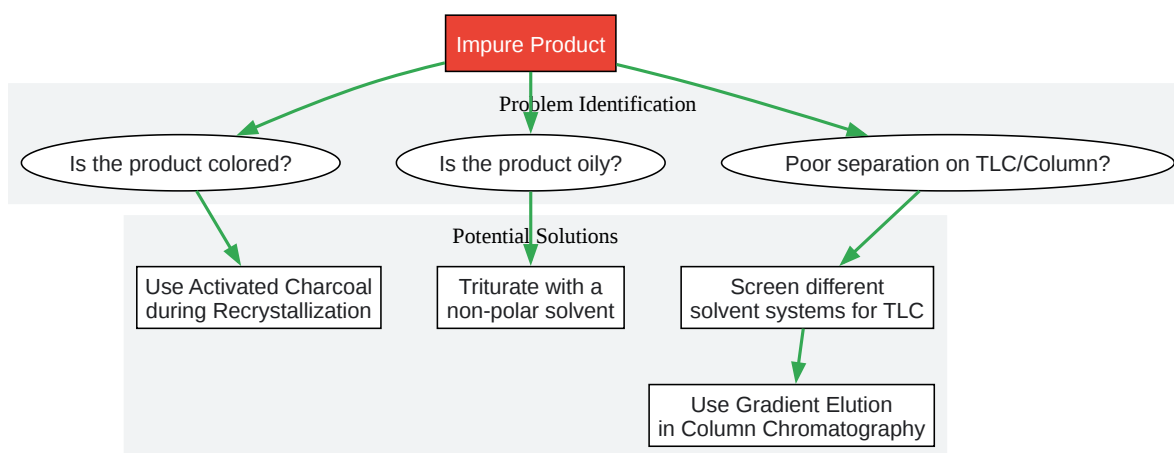 Impure Product
Problem Identification
Is the product colored?
Is the product oily?
Poor separation on TLC/Column?
Potential Solutions
Use Activated Charcoal
during Recrystallization
Triturate with a
non-polar solvent
Screen different
solvent systems for TLC
Use Gradient Elution
in Column Chromatography